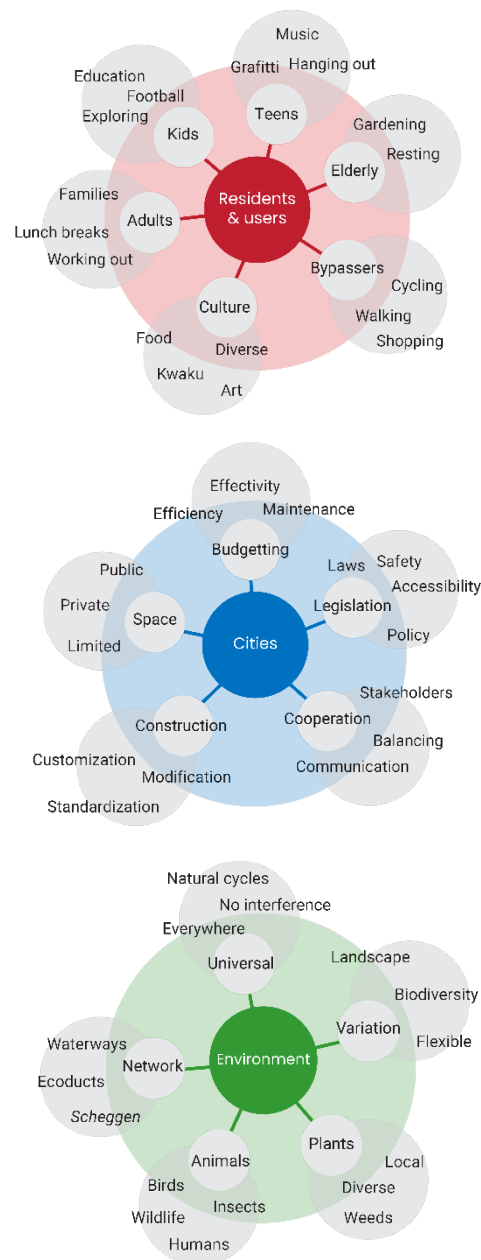 Music
Grafitti
Hanging out
Teens
Education
Football
Exploring
Kids
Gardening
Resting
Elderly
Residents
& users
Families
Lunch breaks
Working out
Adults
Bypassers
Cycling
Walking
Shopping
Culture
Food
Diverse
Kwaku
Art
Effectivity
Efficiency
Maintenance
Budgetting
Laws
Safety
Accessibility
Legislation
Policy
Public
Private
Space
Limited
Cities
Stakeholders
Cooperation
Balancing
Communication
Construction
Customization
Modification
Standardization
Natural cycles
No interference
Everywhere
Universal
Landscape
Biodiversity
Variation
Flexible
Waterways
Network
Ecoducts
Scheggen
Environment
Plants
Local
Diverse
Weeds
Animals
Birds
Insects
Wildlife
Humans